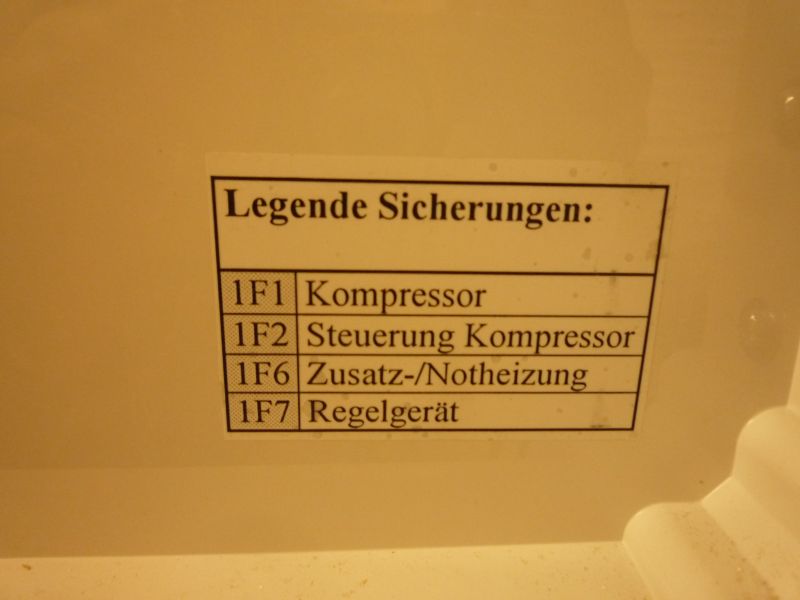 Legende Sicherungen:
1F1 Kompressor
1F2 Steuerung Kompressor
1F6 Zusatz-/Notheizung
1F7 Regelgerät